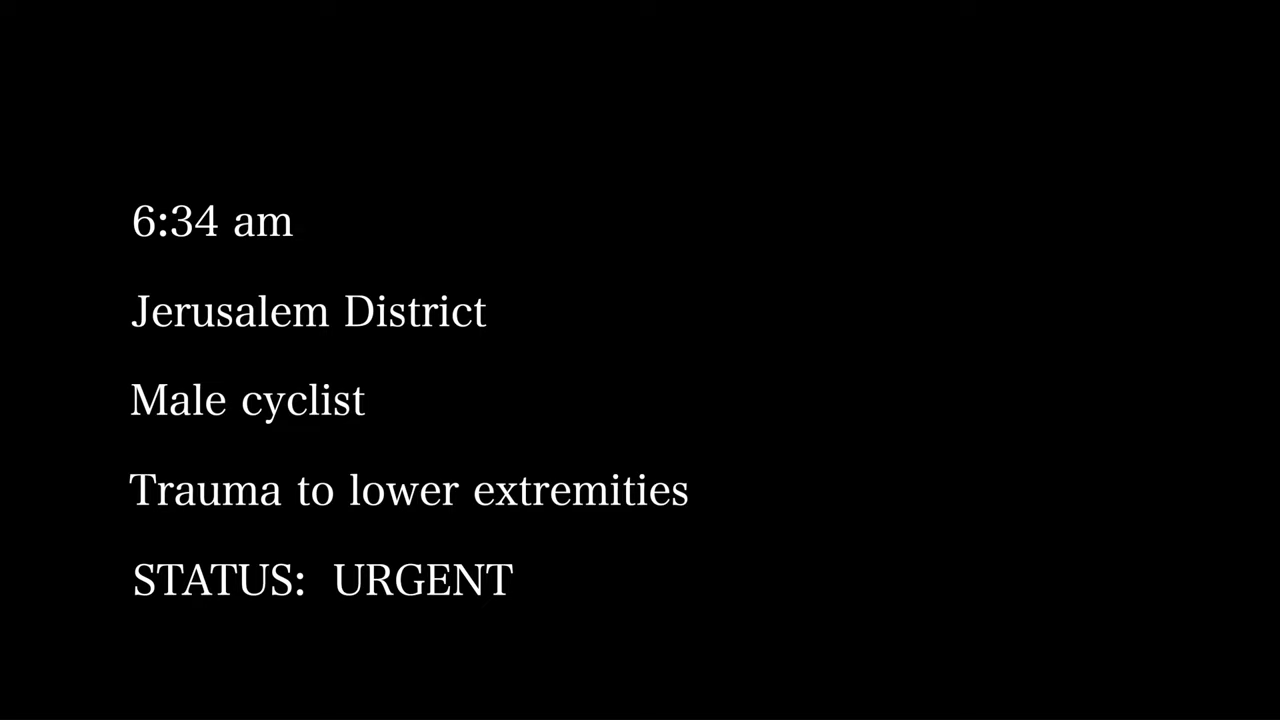 6:34 am
Jerusalem District
Male cyclist
Trauma to lower extremities
STATUS: URGENT